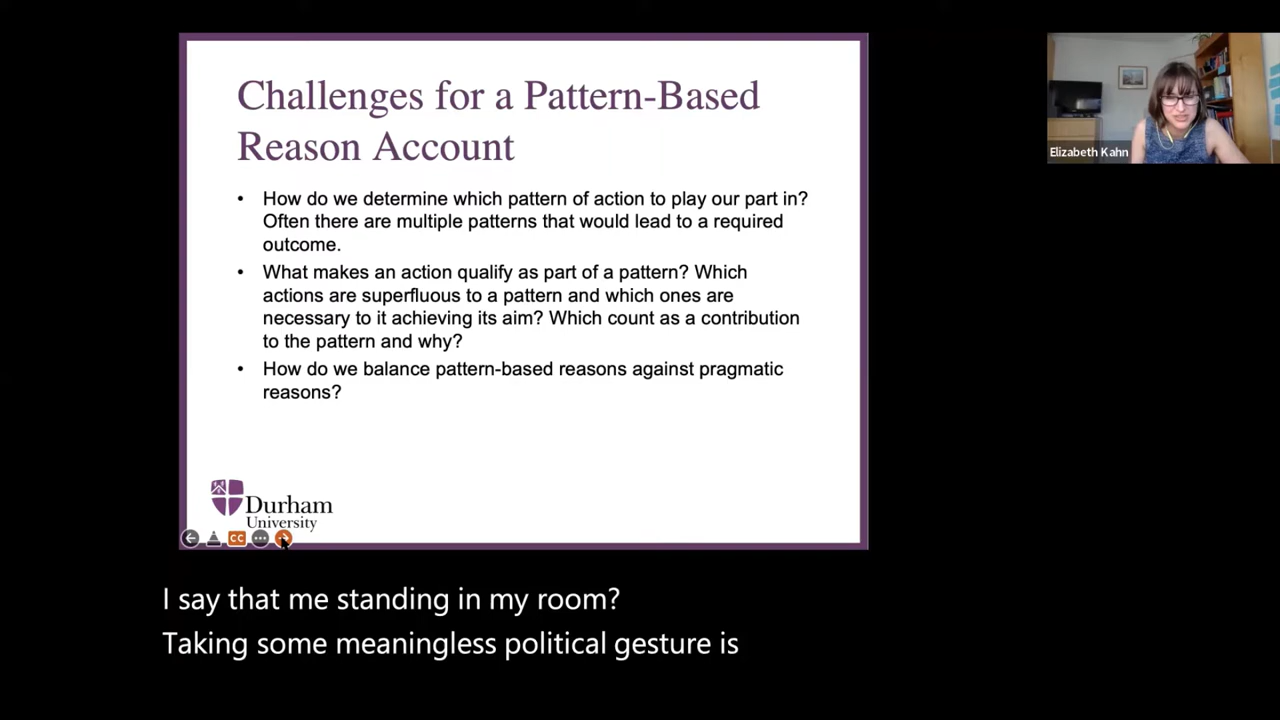 Challenges for a Pattern-Based
Reason Account
• How do we determine which pattern of action to play our part in?
Often there are multiple patterns that would lead to a required
outcome.
• What makes an action qualify as part of a pattern? Which
actions are superfluous to a pattern and which ones are
necessary to it achieving its aim? Which count as a contribution
to the pattern and why?
• How do we balance pattern-based reasons against pragmatic
reasons?
Durham
University
CC
Elizabeth Kahn
I say that me standing in my room?
Taking some meaningless political gesture is